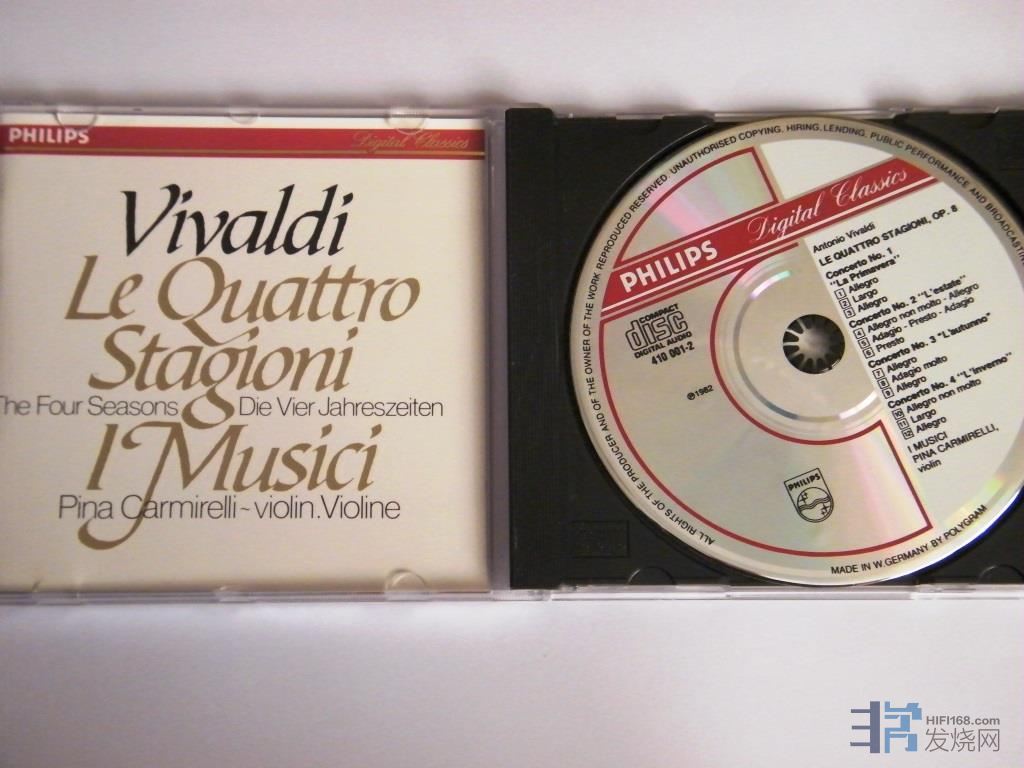 PHILIPS
Digital Classics
Vivaldi
Le Quattro
Stagioni
The Four Seasons Die Vier Jahreszeiten
I Musici
Pina Carmirelli ~ violin.Violine
ALL RIGHTS OF THE PRODUCER AND OF THE OWNER OF THE WORK REPRODUCED RESERVED. UNAUTHORISED COPYING, HIRING, LENDING, PUBLIC PERFORMANCE AND BROADCASTING
PHILIPS Digital Classics
COMPACT
disc
DIGITAL AUDIO
410 001-2
℗1982
Antonio Vivaldi
LE QUATTRO STAGIONI, OP. 8
Concerto No. 1
"La Primavera"
1 Allegro
2 Largo
3 Allegro
Concerto No. 2 "L'estate"
4 Allegro non molto - Allegro
5 Adagio - Presto - Adagio
6 Presto
Concerto No. 3 "L'autunno"
7 Allegro
8 Adagio molto
9 Allegro
Concerto No. 4 "L'inverno"
10 Allegro non molto
11 Largo
12 Allegro
I MUSICI
PINA CARMIRELLI,
violin
PHILIPS
MADE IN W.GERMANY BY POLYGRAM
HIFI168.com
发烧网